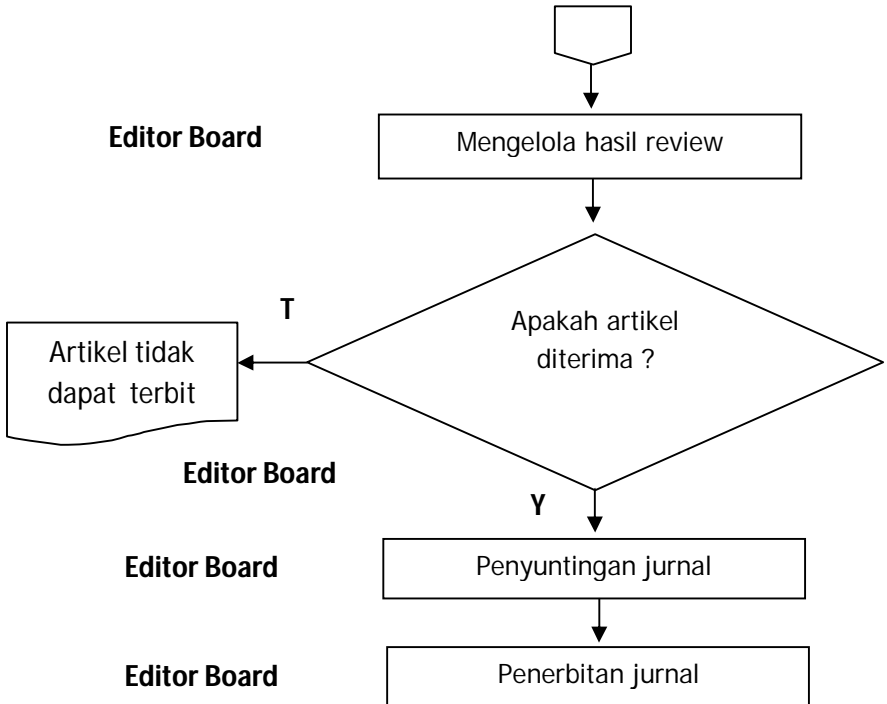 Editor Board
Mengelola hasil review
T
Apakah artikel
diterima ?
Artikel tidak
dapat terbit
Editor Board
Y
Editor Board
Penyuntingan jurnal
Editor Board
Penerbitan jurnal